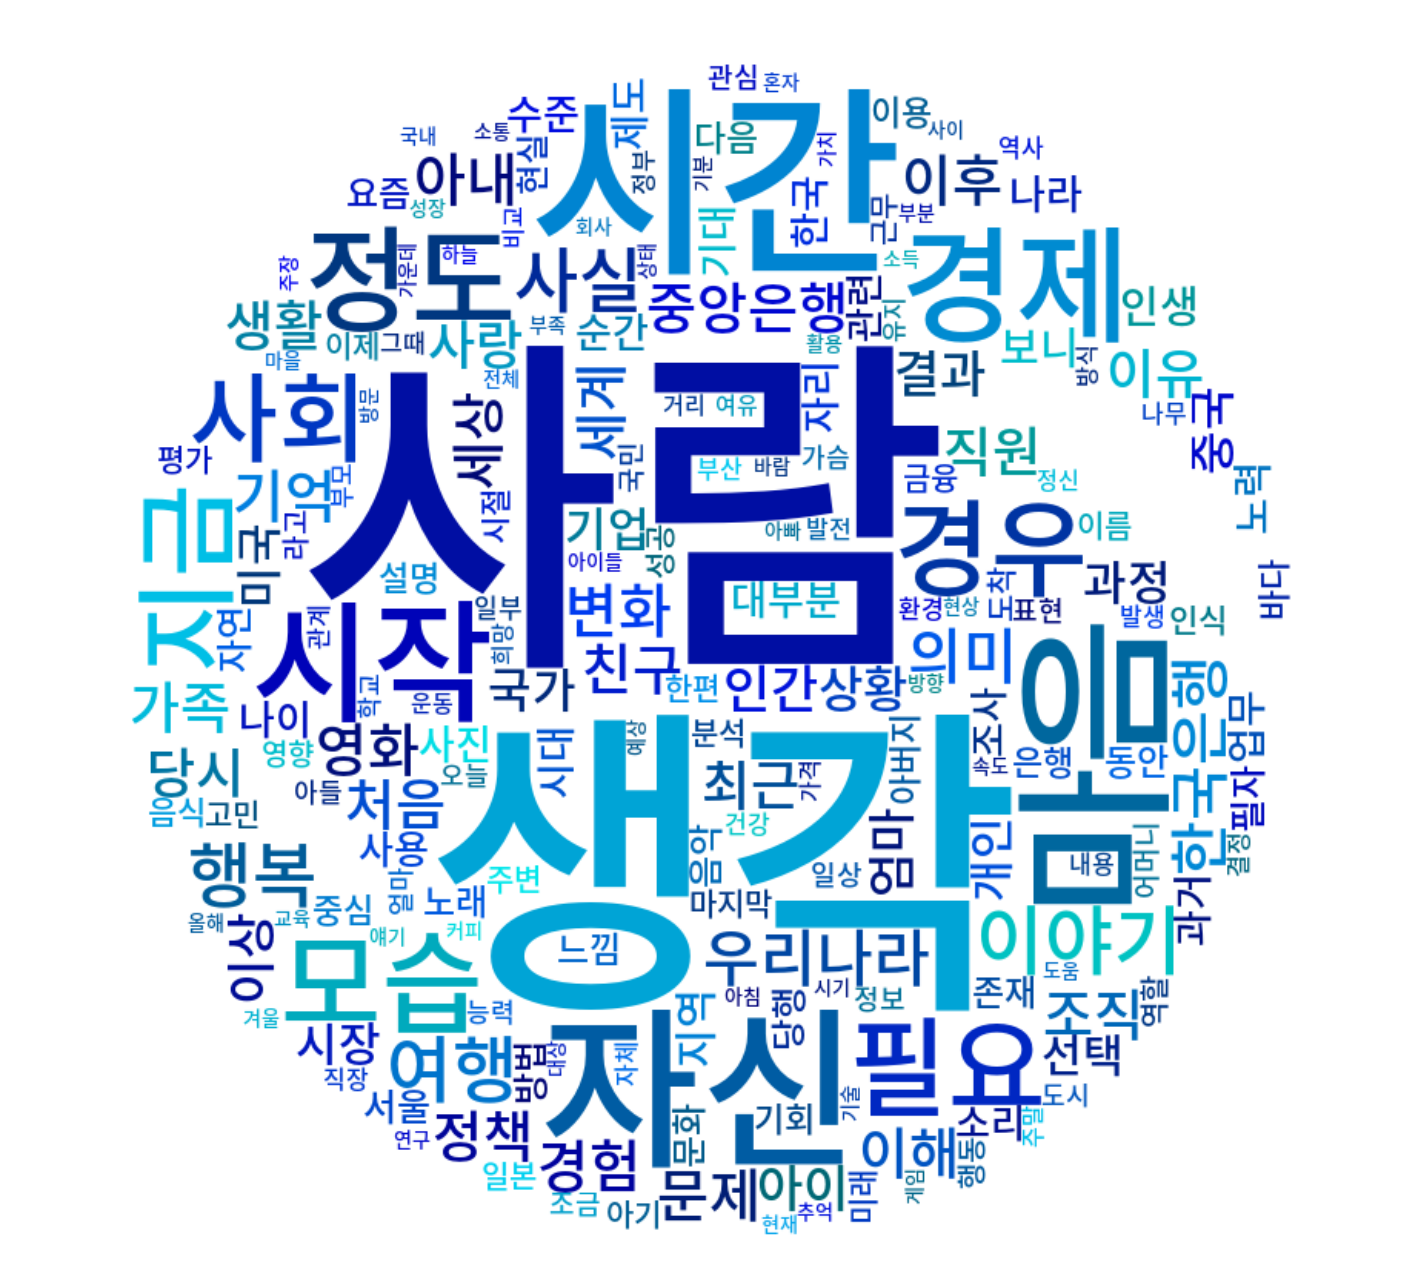 관심
혼자
시간
제도
수준
이용
다음
사이
국내
소통
가치
역사
현실
아내
이후
정부
기분
요즘
나라
한국
성장
비교
근무
부분
회사
정도
기대
경제
사실
하늘
가운데
상태
소득
주장
중앙은행
관련
유지
인생
생활
이제
그때
사랑
부족
순간
보니
활용
마을
방식
이유
사람
결과
전체
세계
자리
사회
방문
세상
거리
여유
나무
중국
직원
평가
국민
부산
바람
가슴
금융
정신
기억
부모
노력
지금
시절
기업
아빠
발전
경우
이름
라고
미국
성공
아이들
설명
과정
바다
변화
대부분
일부
환경
현상
도착
표현
발생
인식
시작
관계
자연
희망
친구
의미
마음
국가
한편
인간
상황
방향
한국은행
가족
나이
학교
운동
조사
업무
영화
사진
생각
예상
분석
아버지
영향
시대
속도
은행
동안
당시
오늘
최근
가격
필자
아들
처음
음식
고민
건강
어머니
결정
사용
음악
엄마
개인
내용
행복
주변
일상
열
맘
노래
마지막
과거
중심
올해
교육
얘기
커피
이야기
이상
모습
느낌
우리나라
도움
아침
시기
정보
존재
역할
겨울
능력
지역
당행
조직
자신
필요
시장
여행
방법
대상
자체
선택
직장
기술
도시
서울
정책
기회
소리
주말
연구
문화
경험
이해
행동
일본
문제
아이
미래
게임
조금
아기
추억
현재